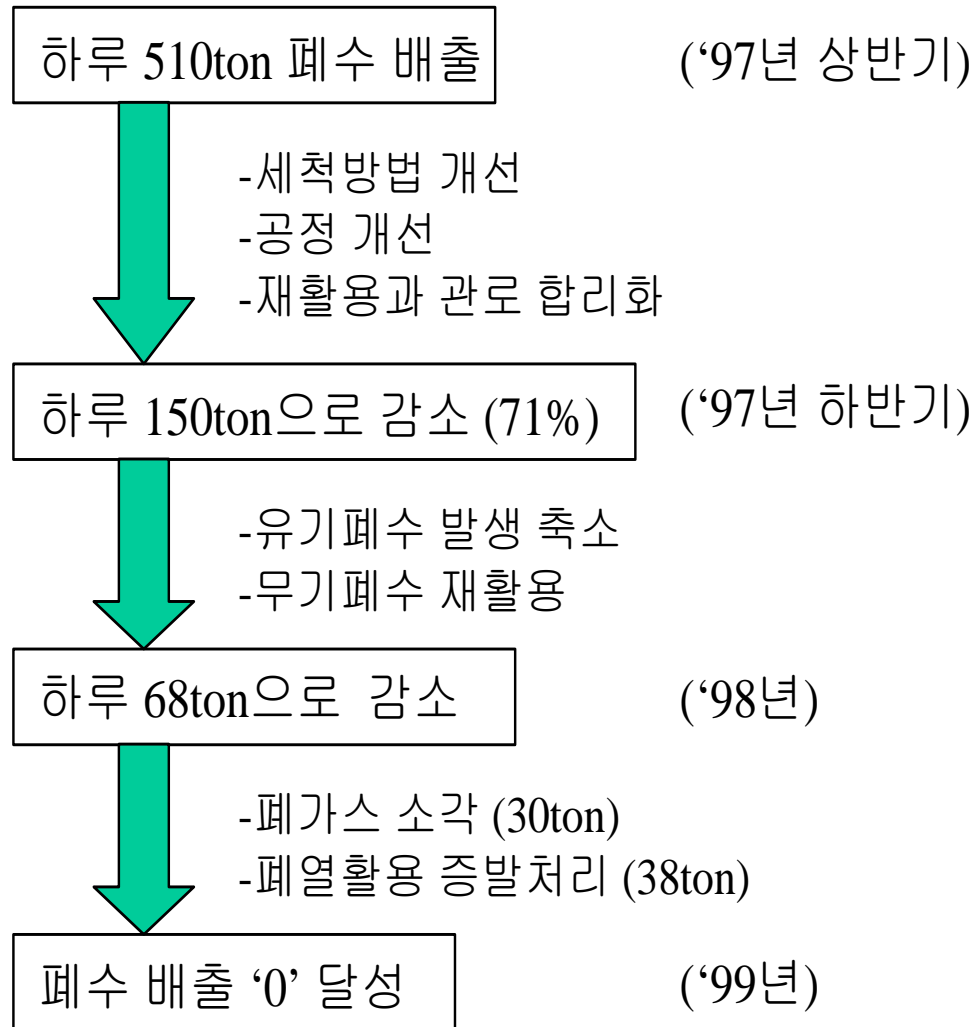 하루 510ton 폐수 배출 (‘97년 상반기)
-세척방법 개선
-공정 개선
-재활용과 관로 합리화
하루 150ton으로 감소 (71%) (‘97년 하반기)
-유기폐수 발생 축소
-무기폐수 재활용
하루 68ton으로 감소 (‘98년)
-폐가스 소각 (30ton)
-폐열활용 증발처리 (38ton)
폐수 배출 ‘0’ 달성 (‘99년)